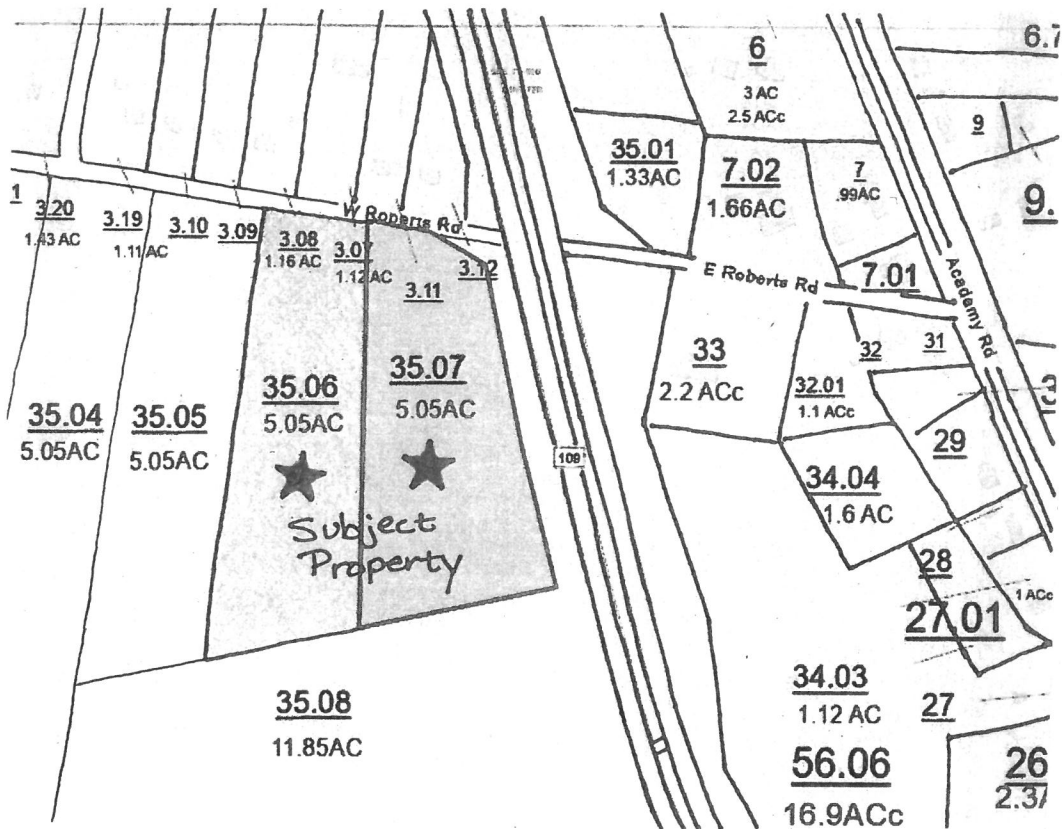 6
3 AC
2.5 ACc
6.7
9
35.01
1.33AC
7.02
1.66AC
7
.99AC
9.
1
3.20
1.43 AC
3.19
1.11 AC
3.10
3.09
3.08
1.16 AC
W Roberts Rd
3.07
1.12 AC
3.11
3.12
E Roberts Rd
7.01
Academy Rd
35.04
5.05AC
35.05
5.05AC
35.06
5.05AC
35.07
5.05AC
33
2.2 ACc
32.01
1.1 ACc
32
31
3
29
109
34.04
1.6 AC
Subject
Property
28
1 ACc
27.01
35.08
11.85AC
34.03
1.12 AC
27
56.06
16.9ACc
26
2.3/